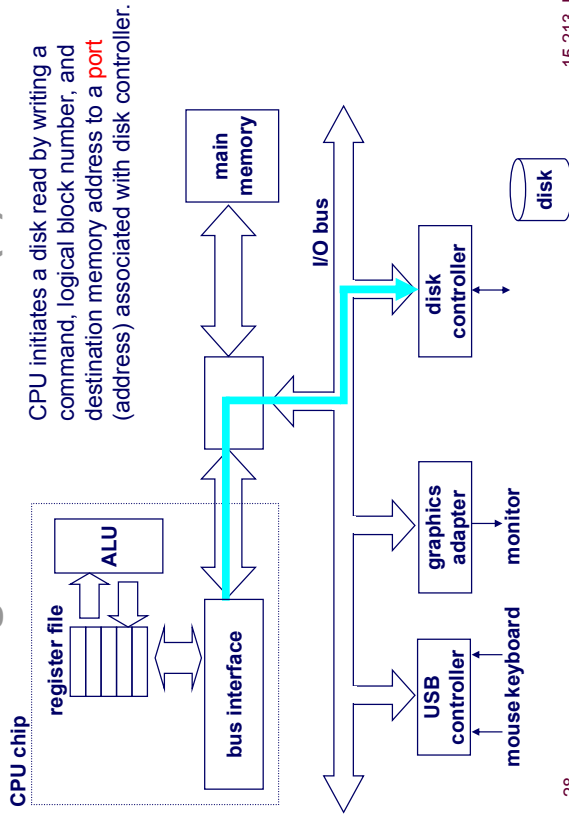 CPU initiates a disk read by writing a
command, logical block number, and
destination memory address to a port
(address) associated with disk controller.
CPU chip
register file
ALU
bus interface
main
memory
I/O bus
USB
controller
graphics
adapter
disk
controller
mouse keyboard
monitor
disk
28